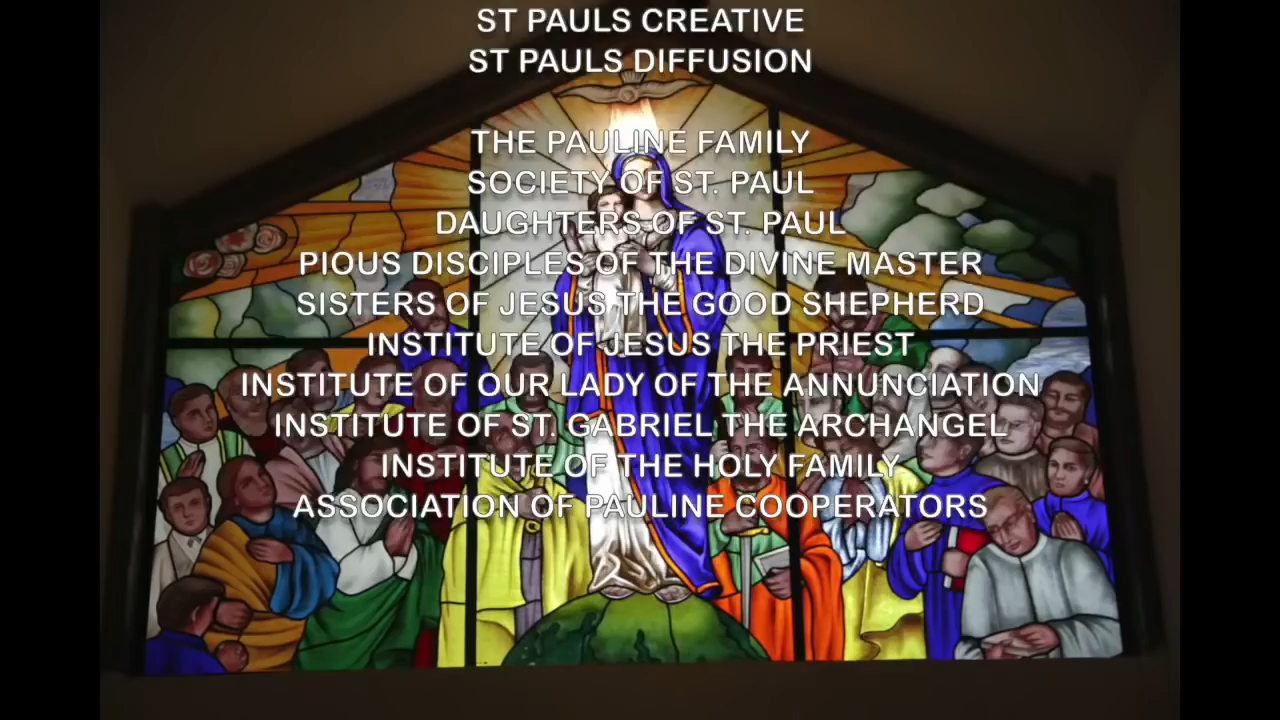 ST PAULS CREATIVE
ST PAULS DIFFUSION
THE PAULINE FAMILY
SOCIETY OF ST. PAUL
DAUGHTERS OF ST. PAUL
PIOUS DISCIPLES OF THE DIVINE MASTER
SISTERS OF JESUS THE GOOD SHEPHERD
INSTITUTE OF JESUS THE PRIEST
INSTITUTE OF OUR LADY OF THE ANNUNCIATION
INSTITUTE OF ST. GABRIEL THE ARCHANGEL
INSTITUTE OF THE HOLY FAMILY
ASSOCIATION OF PAULINE COOPERATORS